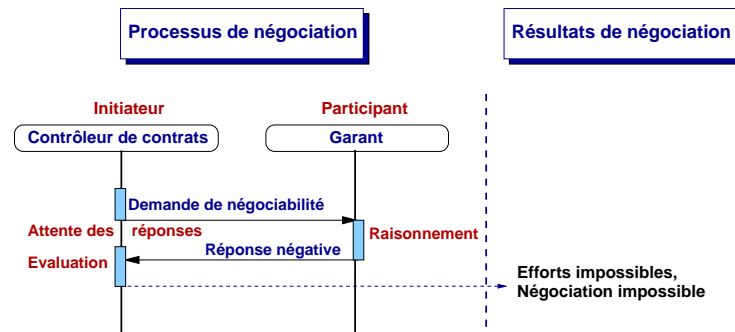 Processus de négociation
Résultats de négociation
Initiateur
Participant
Contrôleur de contrats
Garant
Demande de négociabilité
Attente des réponses
Raisonnement
Réponse négative
Evaluation
Efforts impossibles,
Négociation impossible